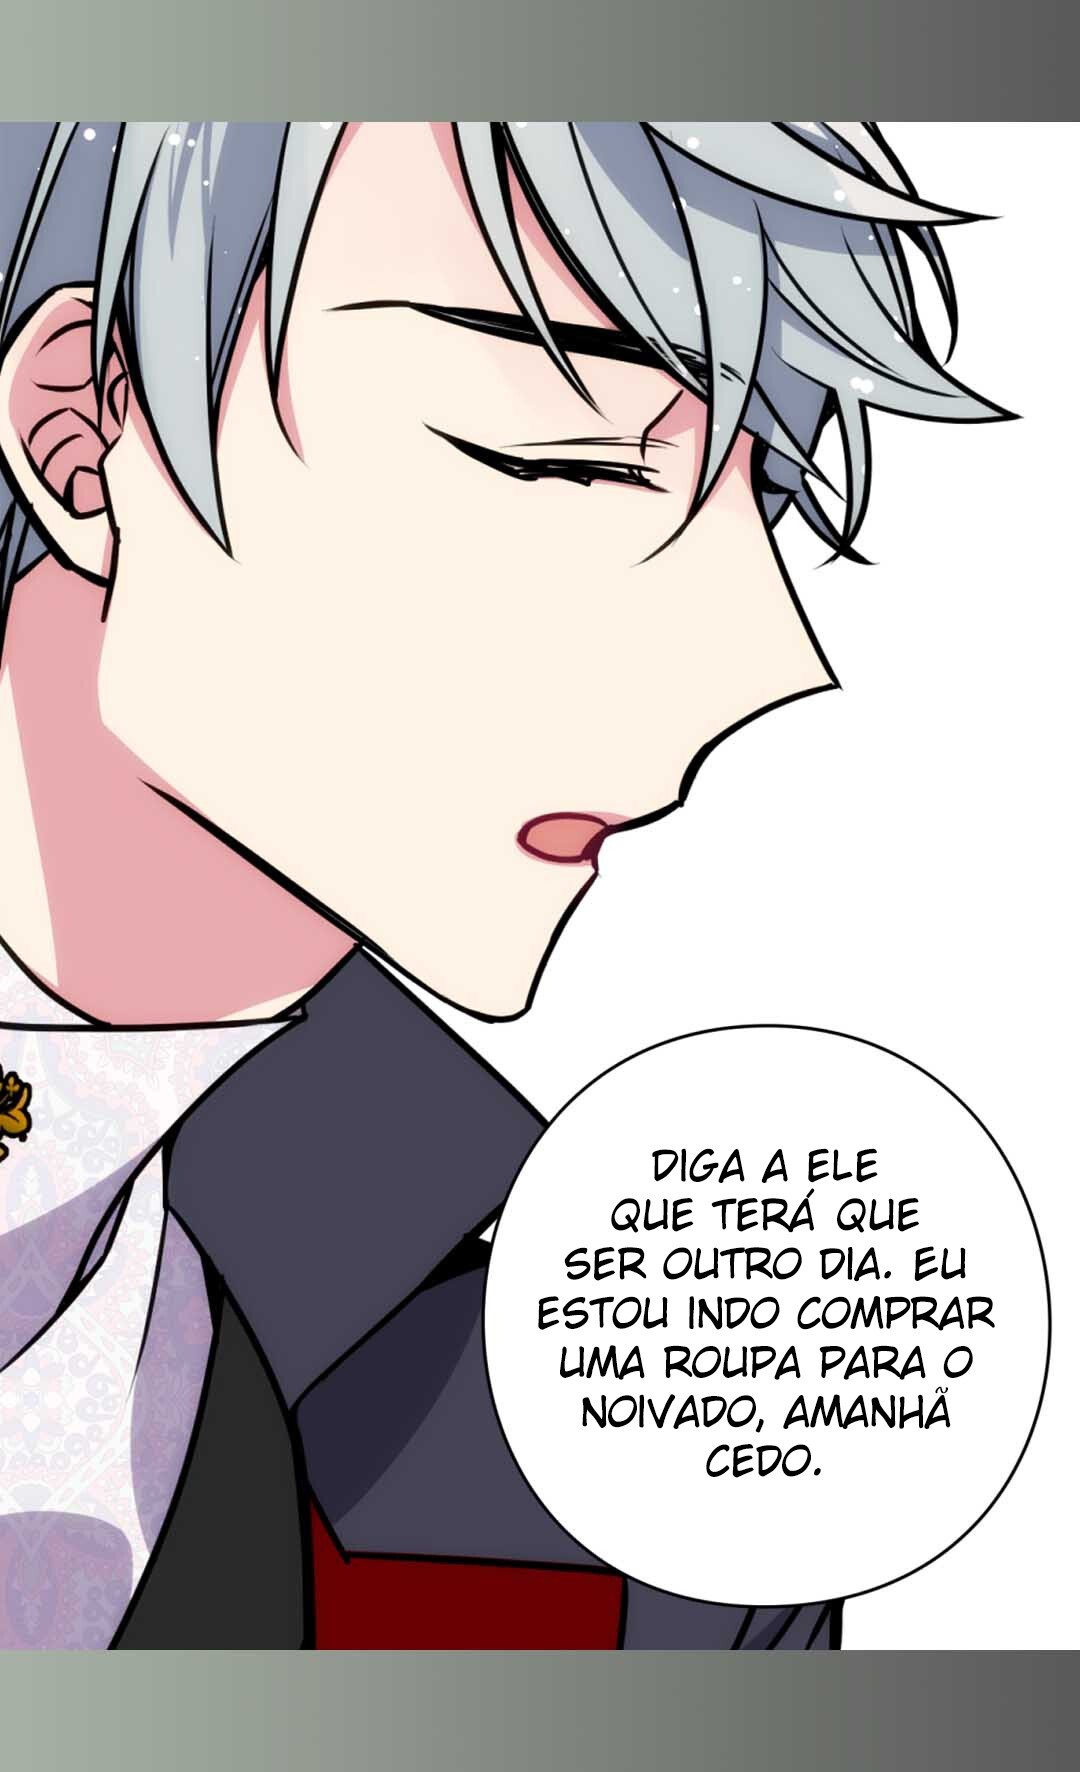 DIGA A ELE
QUE TERÁ QUE
SER OUTRO DIA. EU
ESTOU INDO COMPRAR
UMA ROUPA PARA O
NOIVADO, AMANHÃ
CEDO.